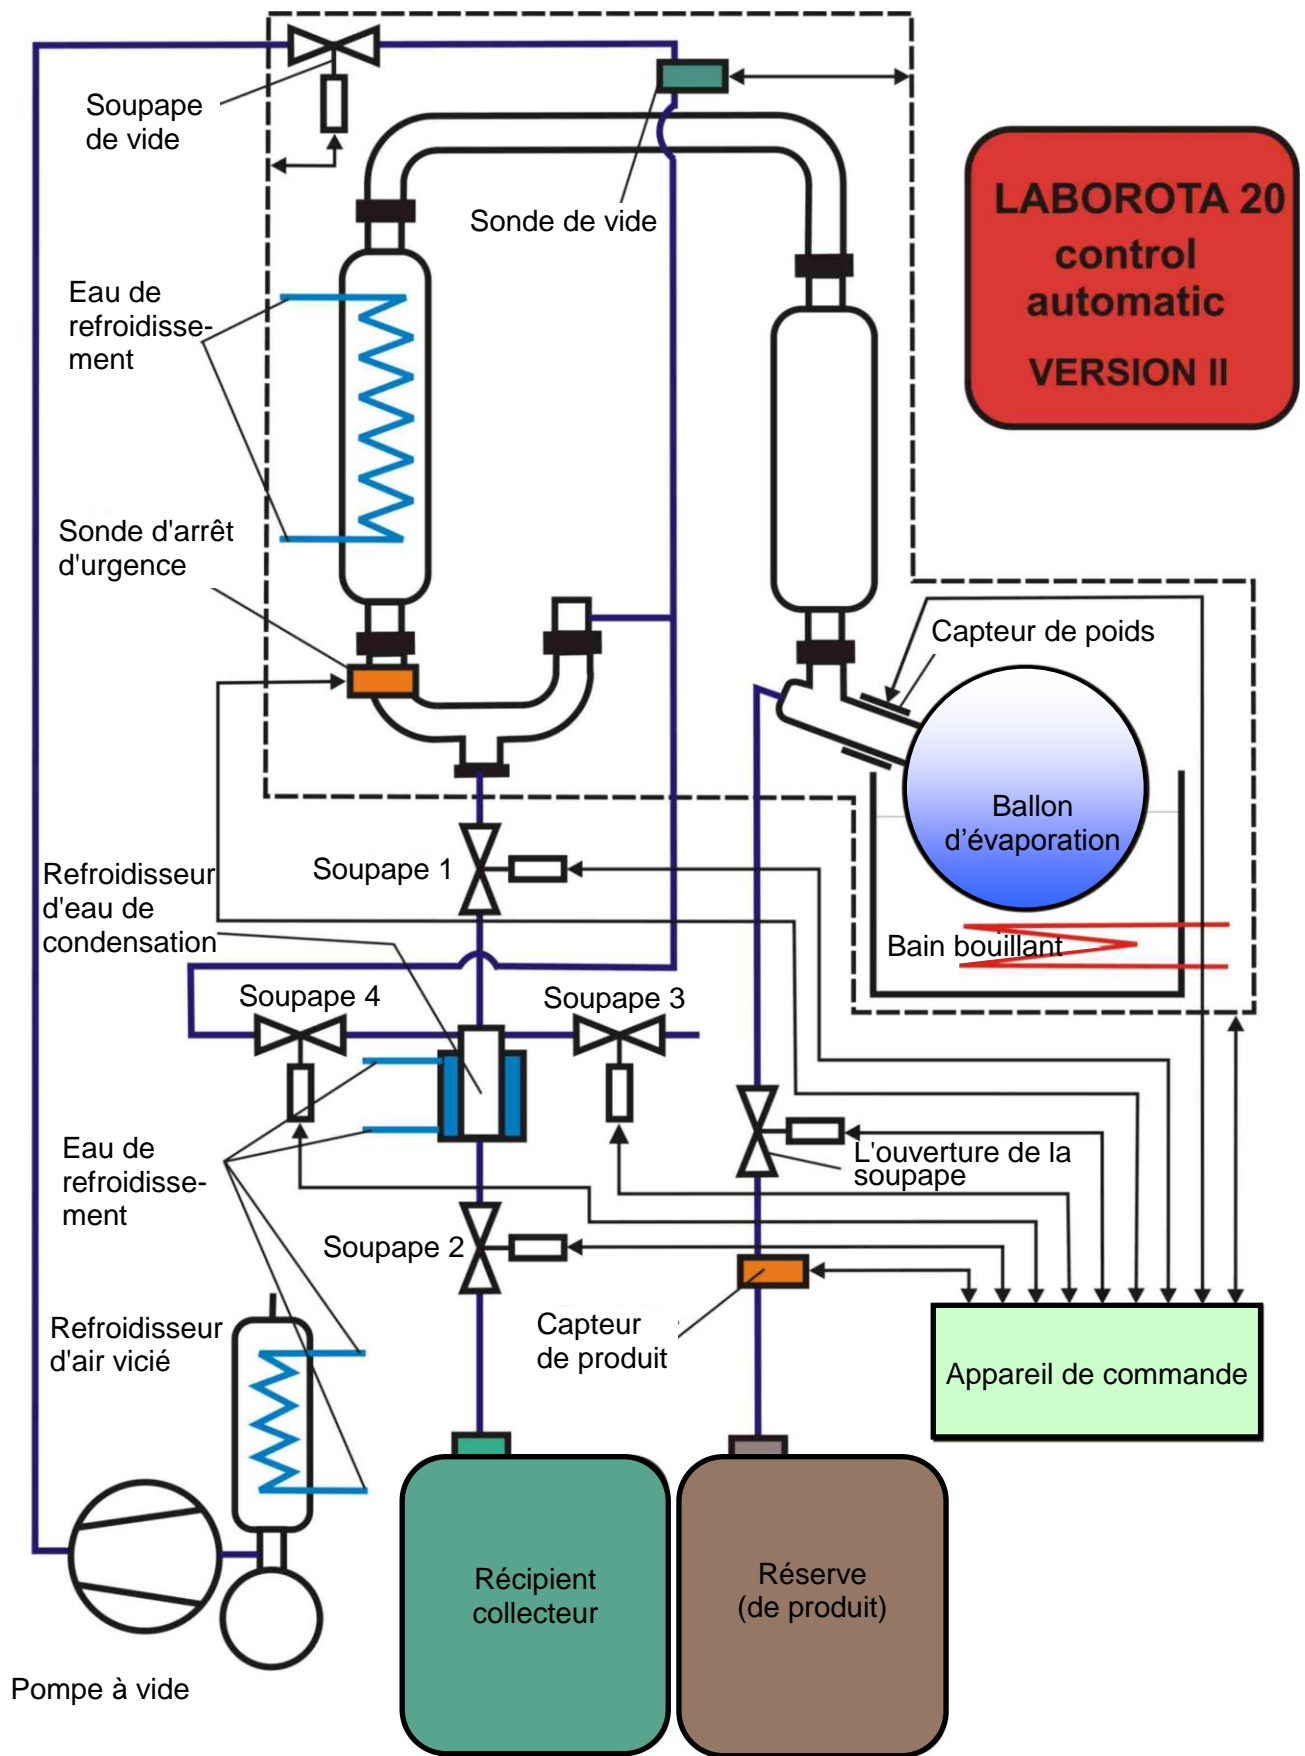 Soupape
de vide
Sonde de vide
LABOROTA 20
control
automatic
VERSION II
Eau de
refroidisse-
ment
Sonde d'arrêt
d'urgence
Capteur de poids
Ballon
d'évaporation
Soupape 1
Refroidisseur
d'eau de
condensation
Bain bouillant
Soupape 4
Soupape 3
Eau de
refroidisse-
ment
L'ouverture de la
soupape
Soupape 2
Refroidisseur
d'air vicié
Capteur
de produit
Appareil de commande
Récipient
collecteur
Réserve
(de produit)
Pompe à vide